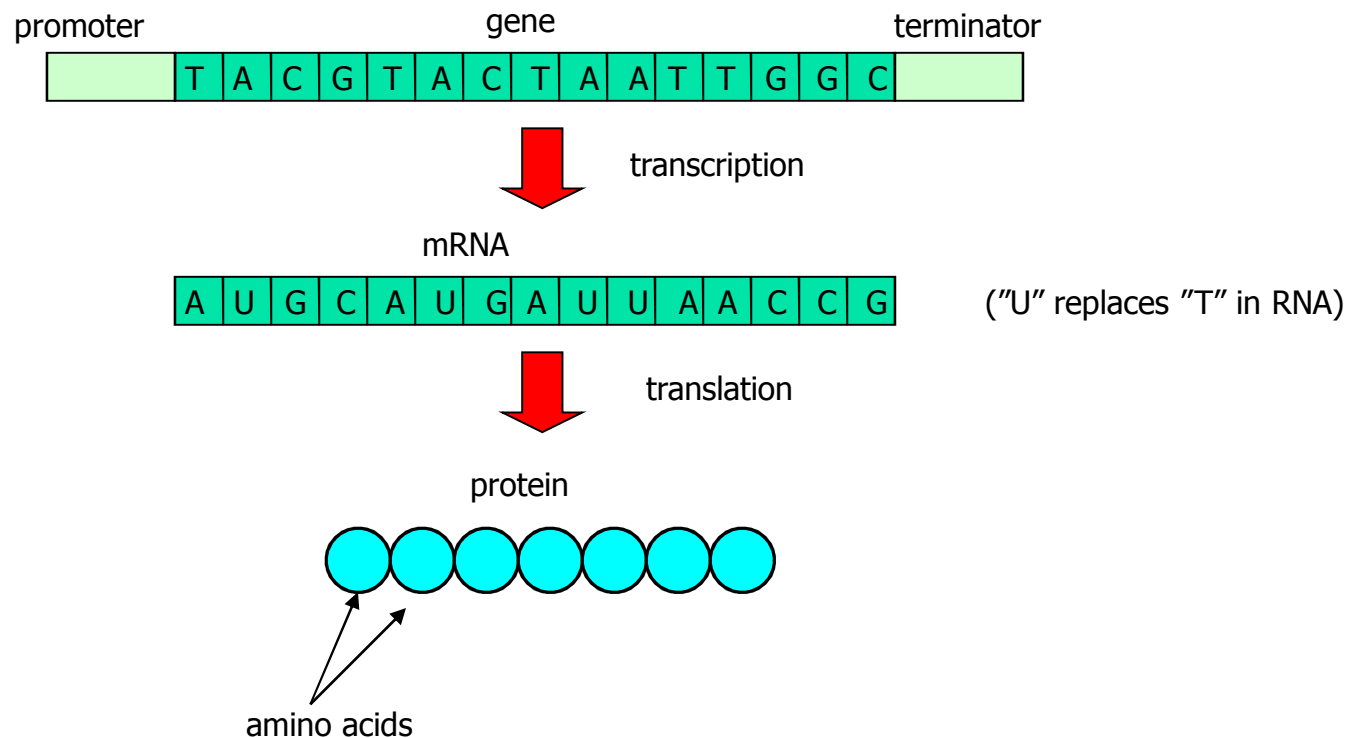 promoter gene terminator
T A C G T A C T A A T T G G C
transcription
mRNA
A U G C A U G A U U A A C C G (”U” replaces ”T” in RNA)
translation
protein
amino acids